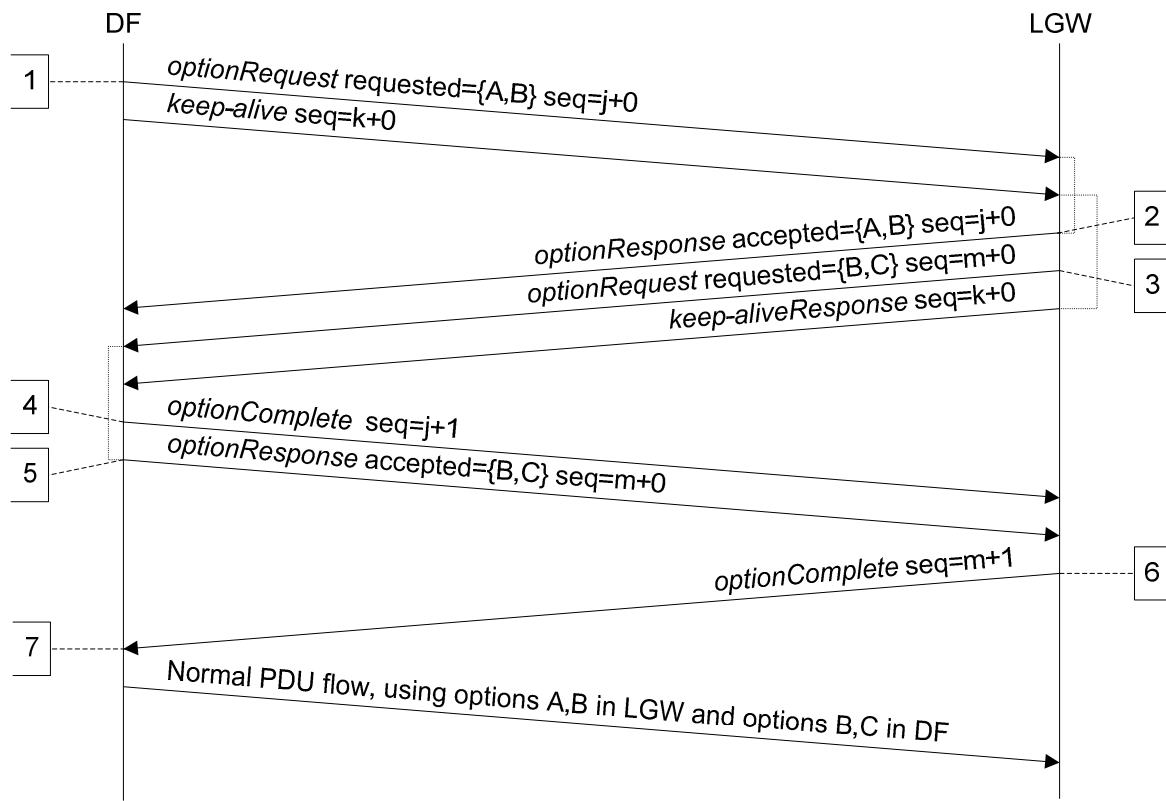 DF
LGW
1
optionRequest requested={A,B} seq=j+0
keep-alive seq=k+0
optionResponse accepted={A,B} seq=j+0
2
optionRequest requested={B,C} seq=m+0
3
keep-aliveResponse seq=k+0
4
optionComplete seq=j+1
5
optionResponse accepted={B,C} seq=m+0
optionComplete seq=m+1
6
7
Normal PDU flow, using options A,B in LGW and options B,C in DF